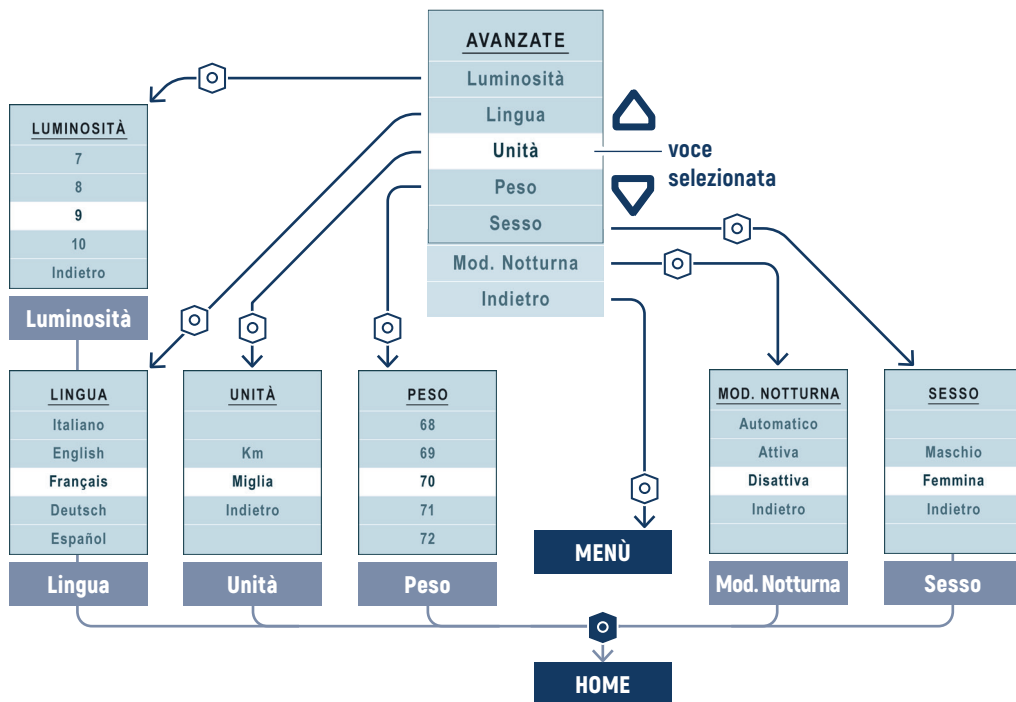 AVANZATE
Luminosità
Lingua
Unità
Peso
Sesso
Mod. Notturna
Indietro
voce
selezionata
LUMINOSITÀ
7
8
9
10
Indietro
Luminosità
LINGUA
Italiano
English
Français
Deutsch
Español
Lingua
UNITÀ
Km
Miglia
Indietro
Unità
PESO
68
69
70
71
72
Peso
MENÙ
MOD. NOTTURNA
Automatico
Attiva
Disattiva
Indietro
Mod. Notturna
SESSO
Maschio
Femmina
Indietro
Sesso
HOME